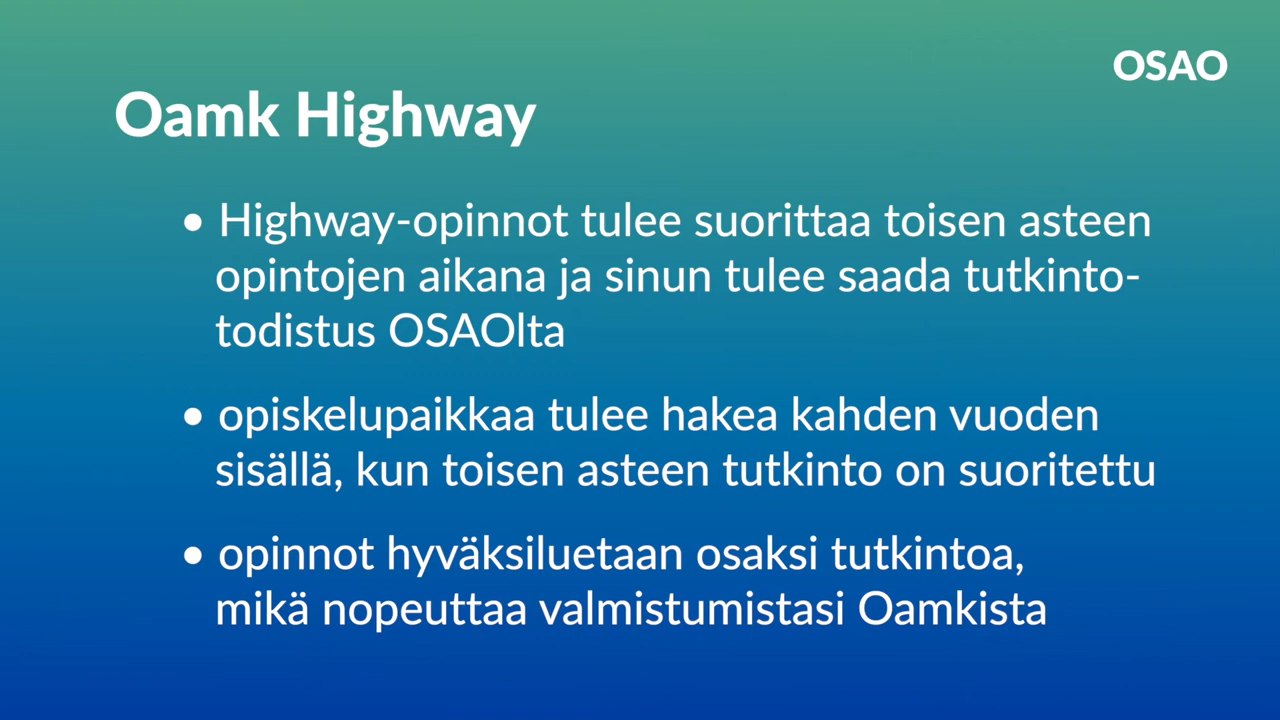 OSAO
Oamk Highway
• Highway-opinnot tulee suorittaa toisen asteen
opintojen aikana ja sinun tulee saada tutkinto-
todistus OSAOlta
• opiskelupaikkaa tulee hakea kahden vuoden
sisällä, kun toisen asteen tutkinto on suoritettu
• opinnot hyväksiluetaan osaksi tutkintoa,
mikä nopeuttaa valmistumistasi Oamkista